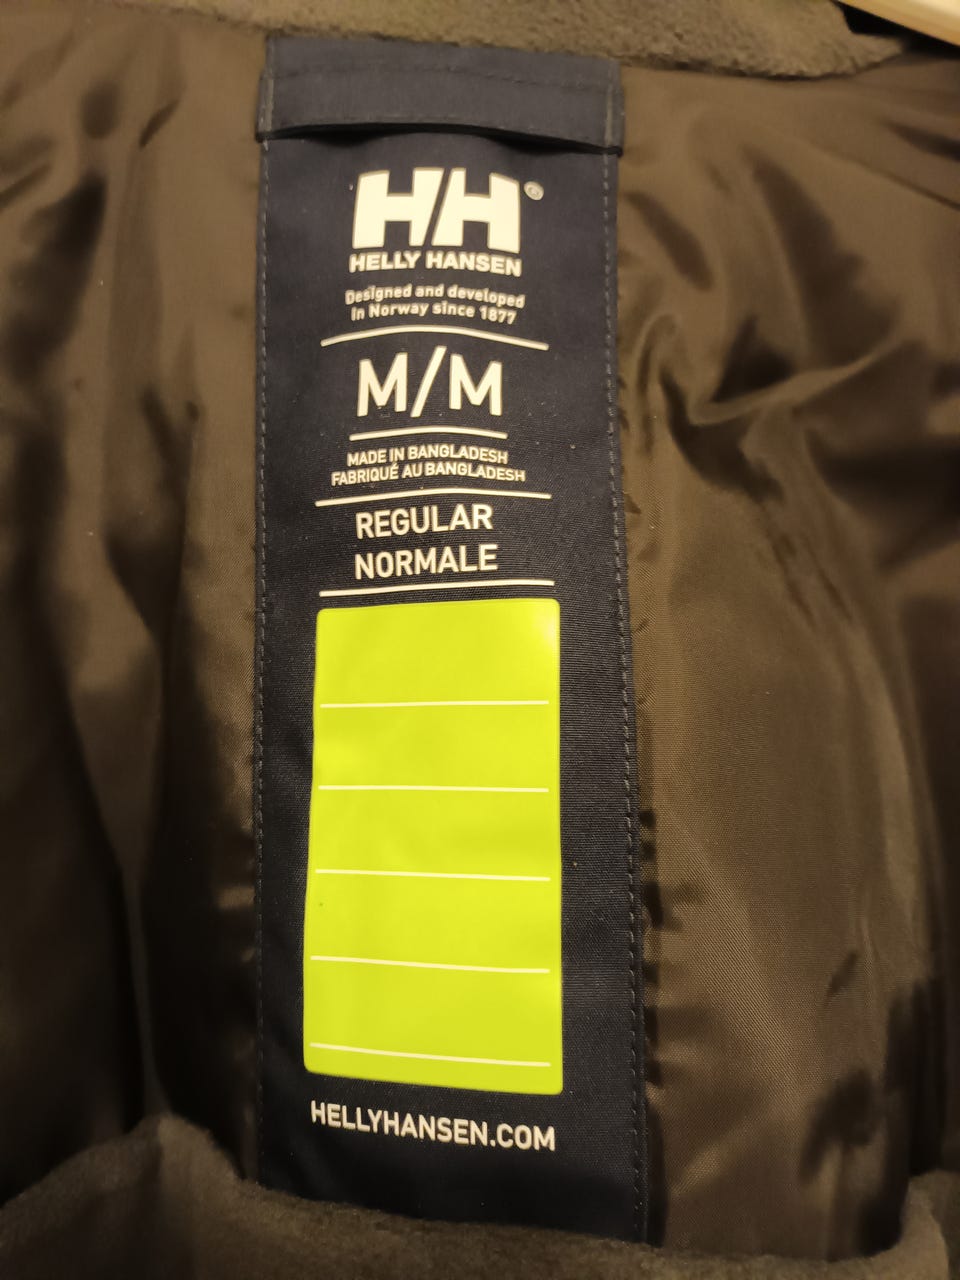 HH®
HELLY HANSEN
Designed and developed
in Norway since 1877
M/M
MADE IN BANGLADESH
FABRIQUÉ AU BANGLADESH
REGULAR
NORMALE
HELLYHANSEN.COM